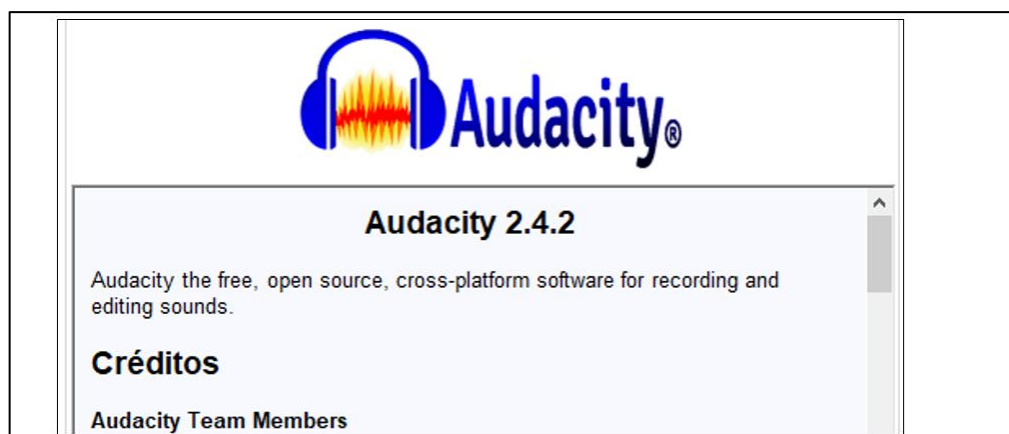 Audacity®
Audacity 2.4.2
Audacity the free, open source, cross-platform software for recording and
editing sounds.
Créditos
Audacity Team Members